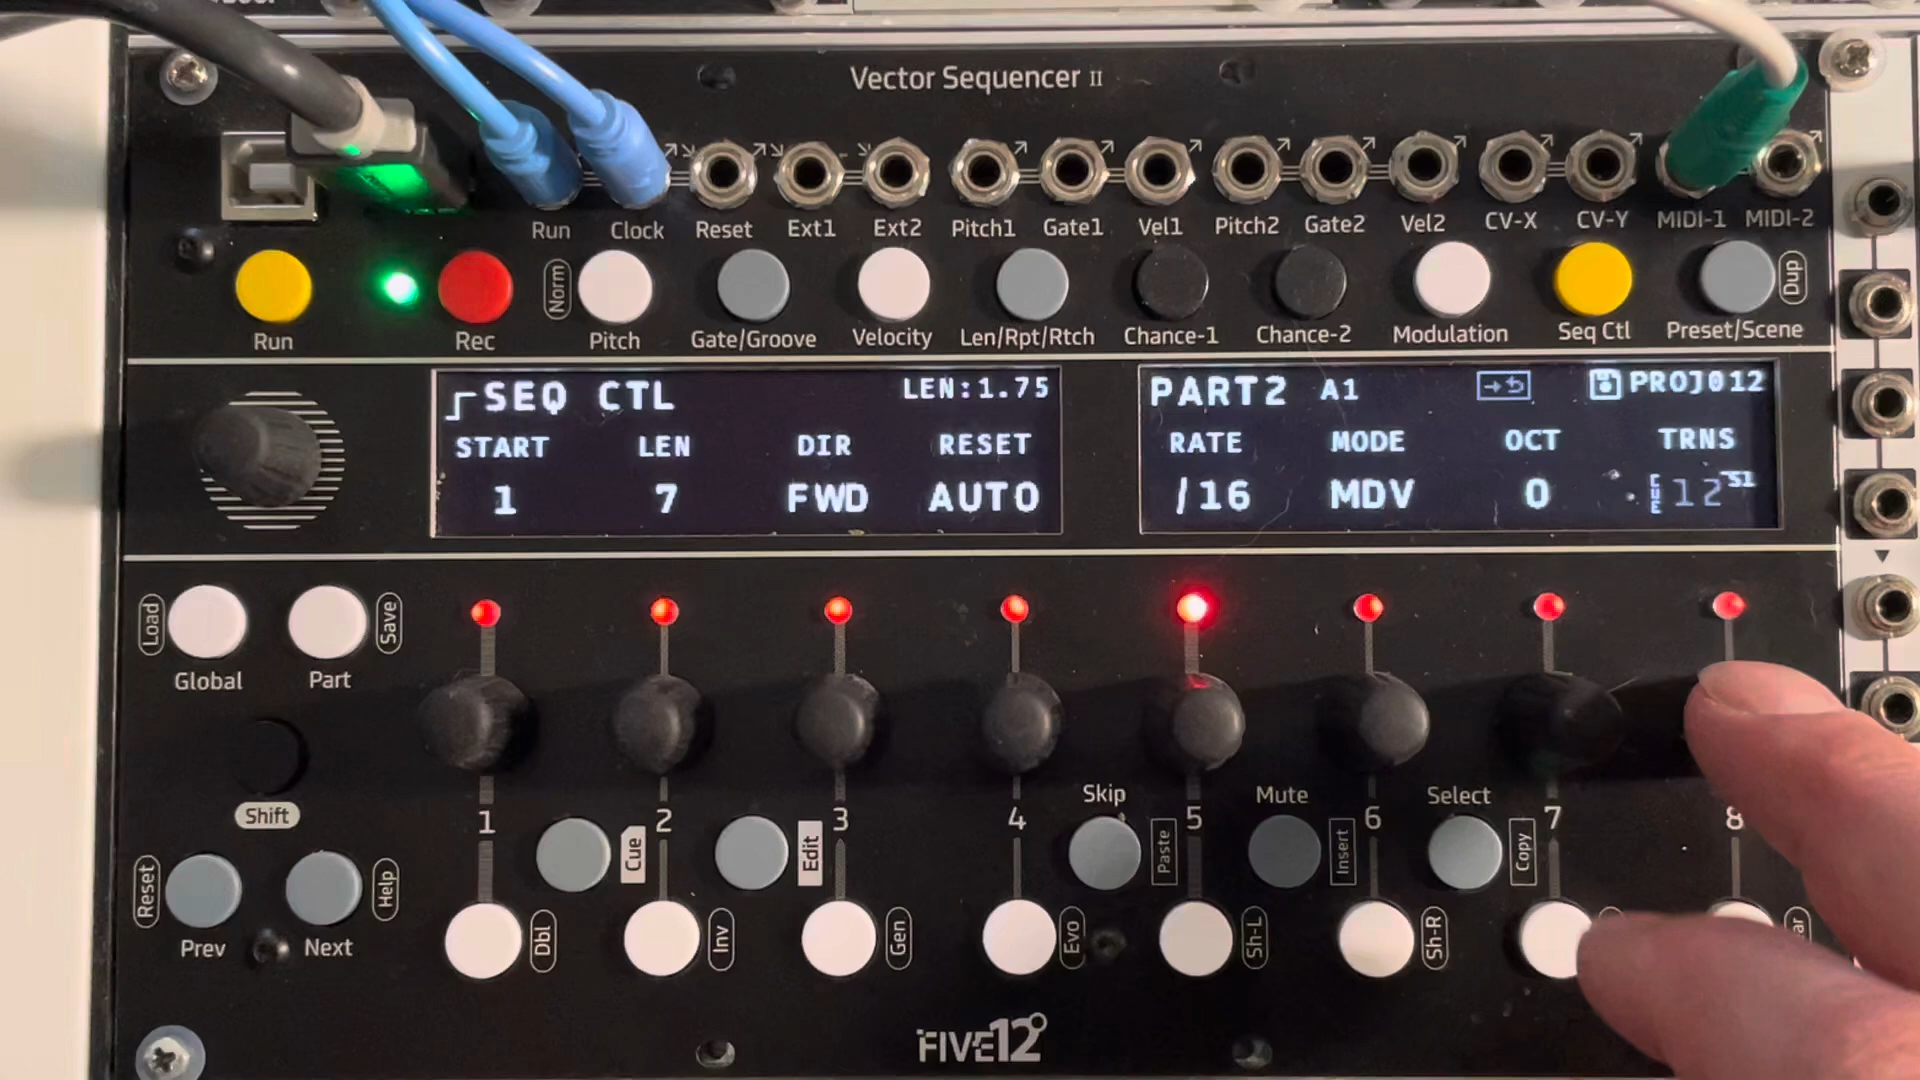 Vector Sequencer II
Run Clock Reset Ext1 Ext2 Pitch1 Gate1 Vel1 Pitch2 Gate2 Vel2 CV-X CV-Y MIDI-1 MIDI-2
Norm Dup
Run Rec Pitch Gate/Groove Velocity Len/Rpt/Rtch Chance-1 Chance-2 Modulation Seq Ctl Preset/Scene
SEQ CTL LEN:1.75
START LEN DIR RESET
1 7 FWD AUTO
PART2 A1 PROJ012
RATE MODE OCT TRNS
/16 MDV 0 CUE 12 S1
Load Save
Global Part
Skip Mute Select
Shift
1 2 3 4 5 6 7 8
Cue Edit Paste Insert Copy
Reset Help
Prev Next
Dbl Inv Gen Evo Sh-L Sh-R
FIVE12